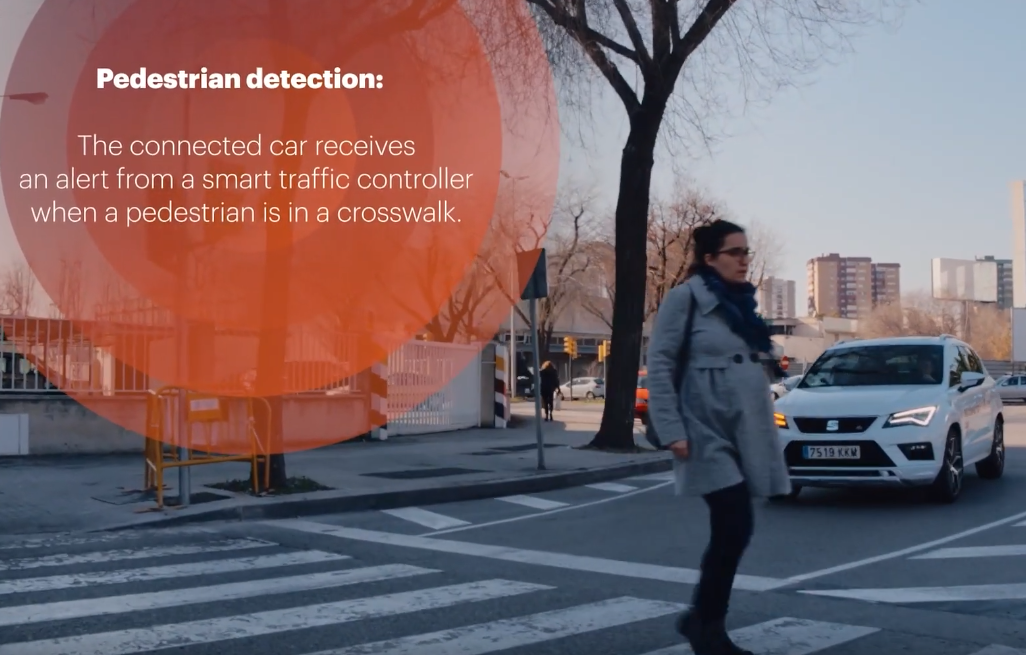 Pedestrian detection:
The connected car receives
an alert from a smart traffic controller
when a pedestrian is in a crosswalk.
7519 KKW